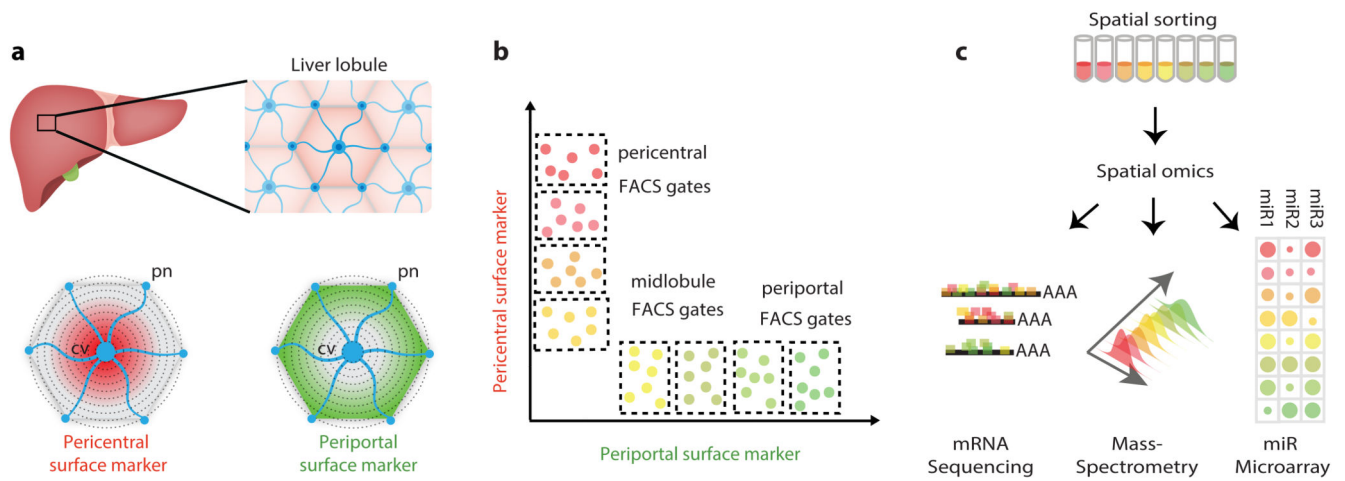 a
Liver lobule
pn
cv
Pericentral
surface marker
pn
cv
Periportal
surface marker
b
Pericentral surface marker
pericentral
FACS gates
midlobule
FACS gates
periportal
FACS gates
Periportal surface marker
c
Spatial sorting
Spatial omics
miR1
miR2
miR3
AAA
AAA
AAA
mRNA
Sequencing
Mass-
Spectrometry
miR
Microarray